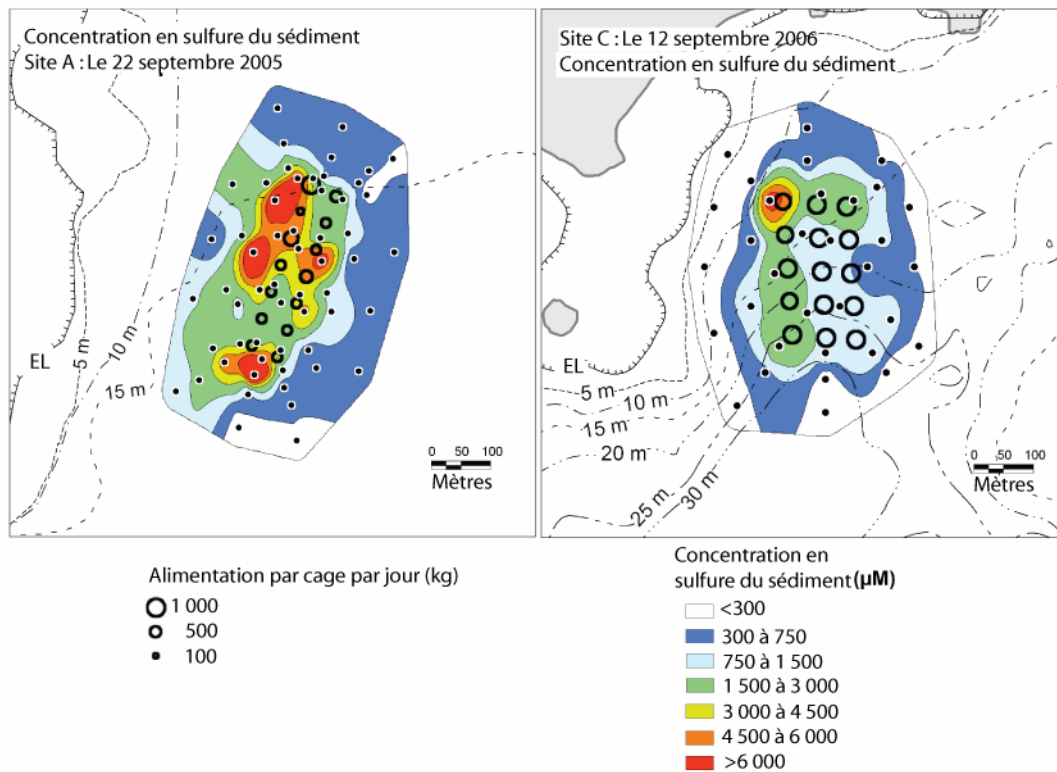 Concentration en sulfure du sédiment
Site A : Le 22 septembre 2005
EL
5 m
10 m
15 m
0 50 100
Mètres
Site C : Le 12 septembre 2006
Concentration en sulfure du sédiment
EL
5 m
10 m
15 m
20 m
25 m
30 m
0 50 100
Mètres
Alimentation par cage par jour (kg)
1 000
500
100
Concentration en
sulfure du sédiment (µM)
<300
300 à 750
750 à 1 500
1 500 à 3 000
3 000 à 4 500
4 500 à 6 000
>6 000